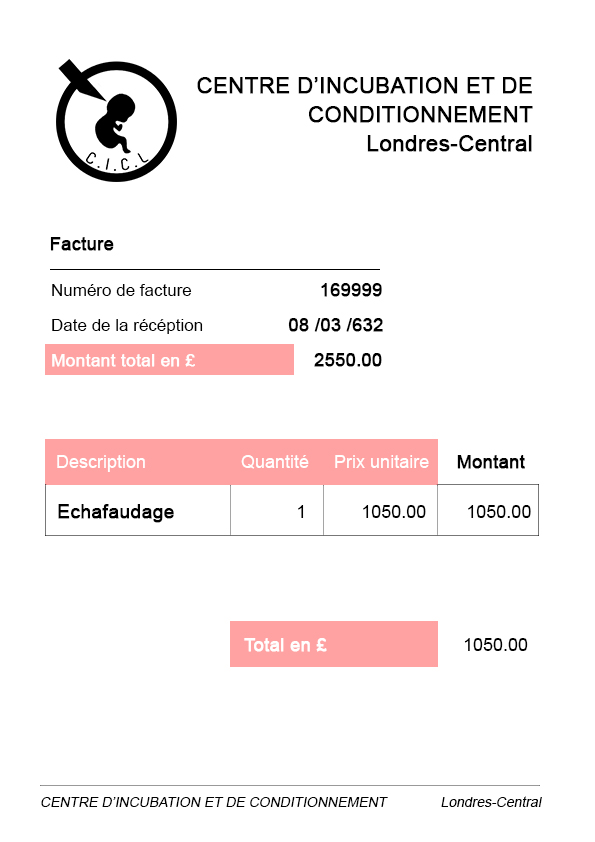 C.I.C.L
CENTRE D’INCUBATION ET DE
CONDITIONNEMENT
Londres-Central
Facture
Numéro de facture 169999
Date de la récéption 08 /03 /632
Montant total en £ 2550.00
Description Quantité Prix unitaire Montant
Echafaudage 1 1050.00 1050.00
Total en £ 1050.00
CENTRE D’INCUBATION ET DE CONDITIONNEMENT Londres-Central